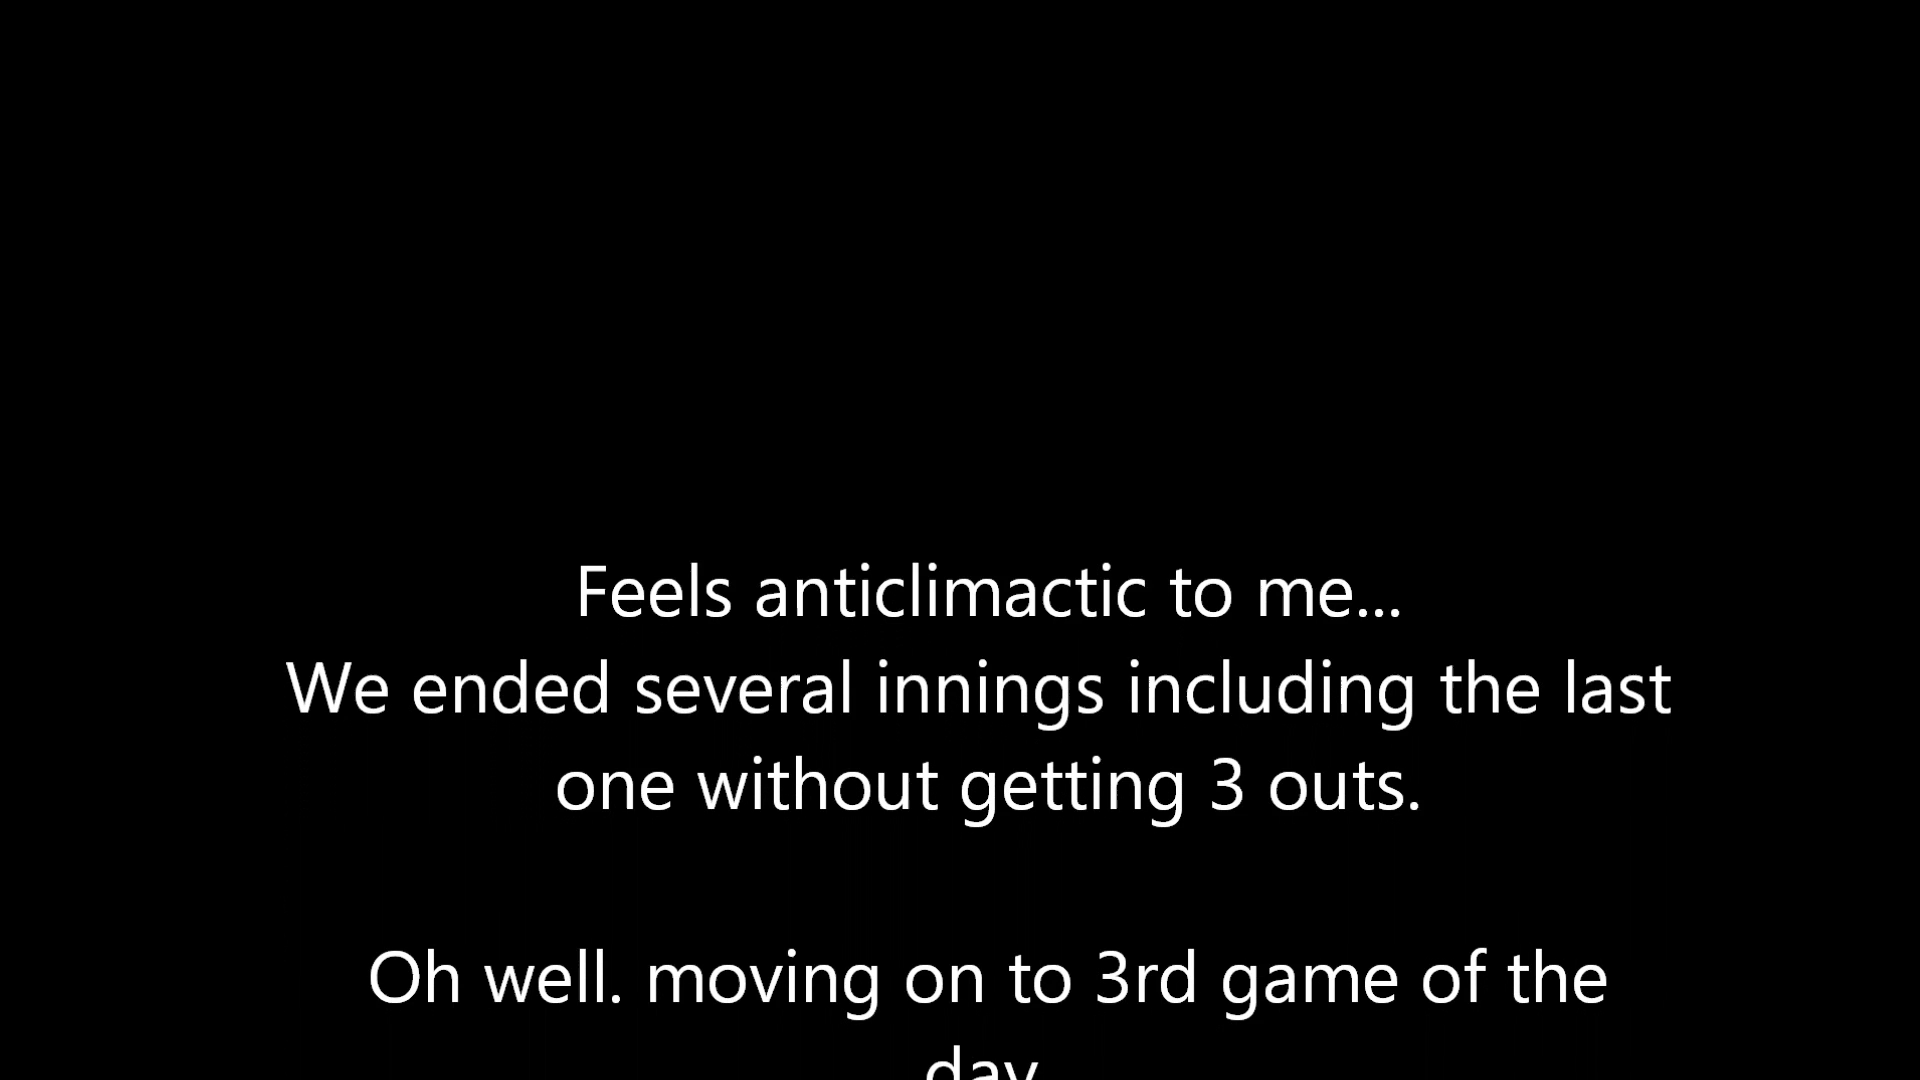 Feels anticlimactic to me...
We ended several innings including the last
one without getting 3 outs.
Oh well. moving on to 3rd game of the
day